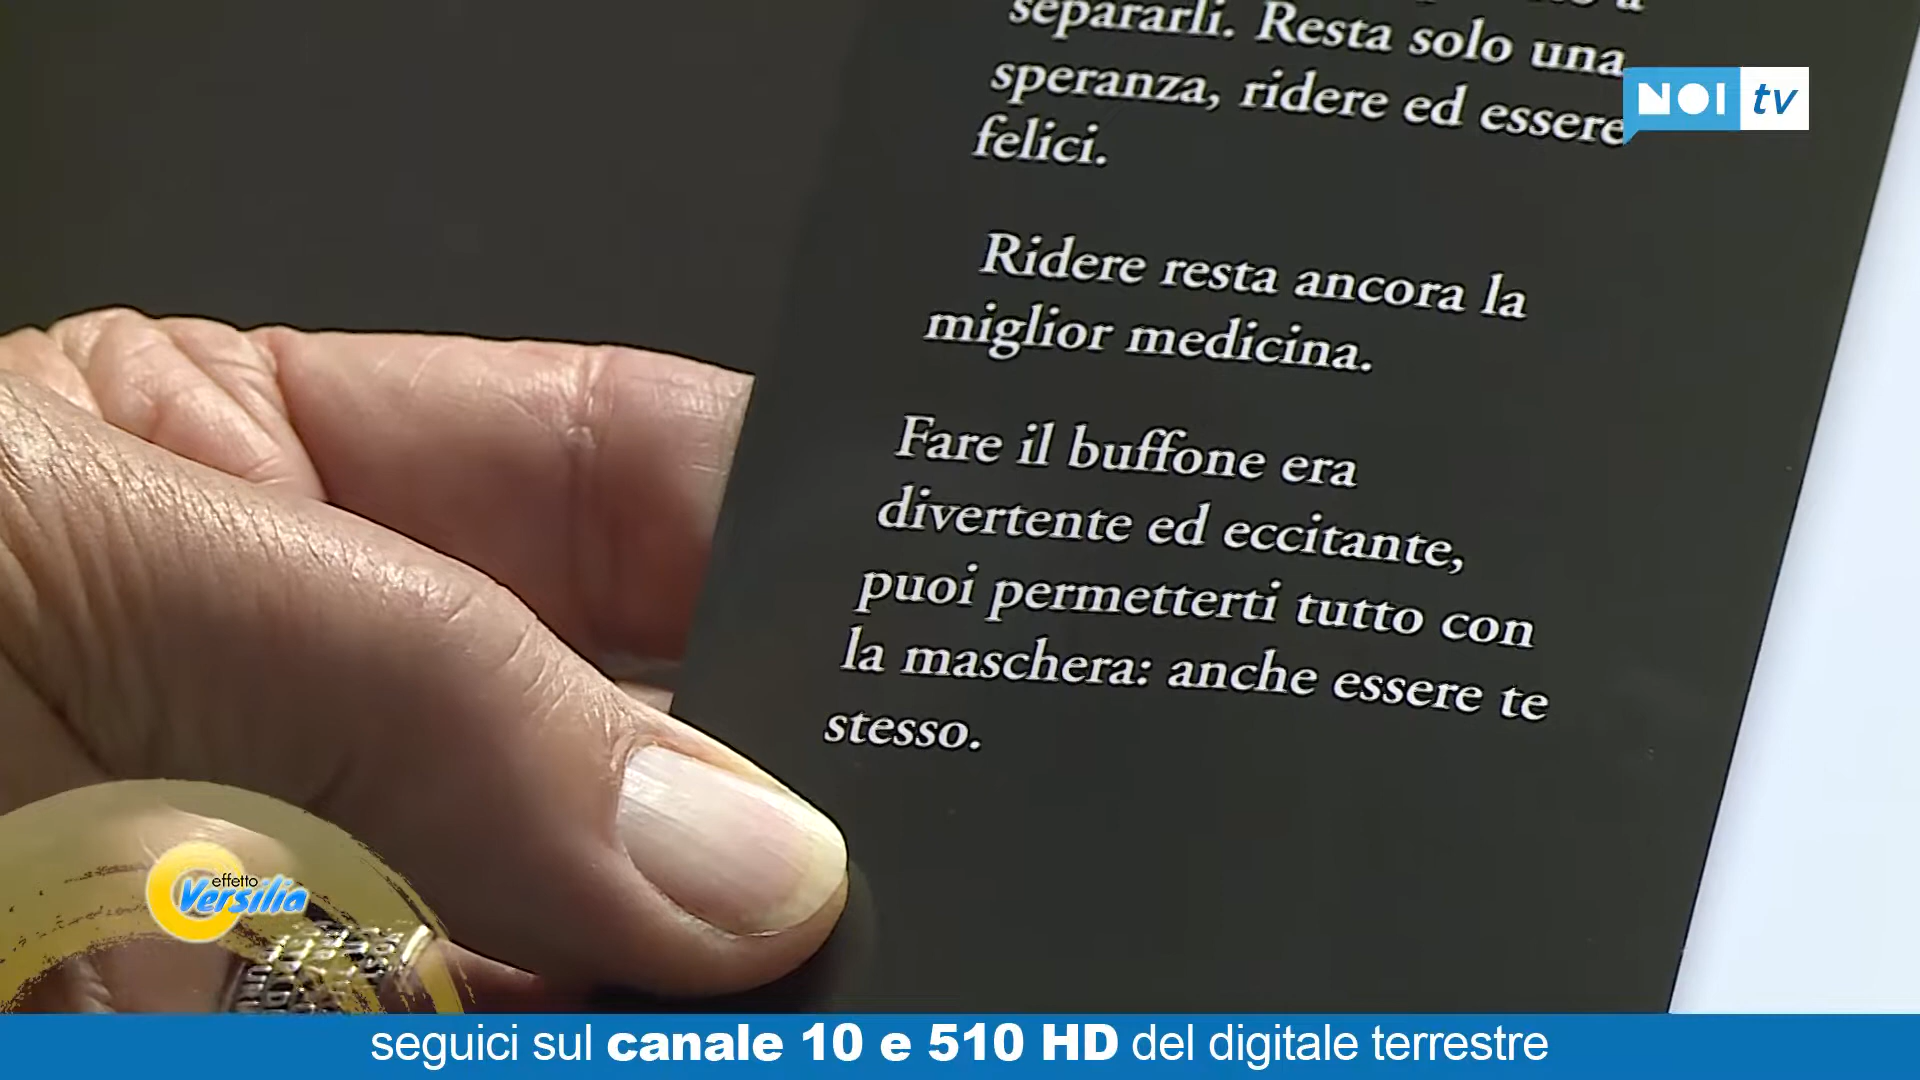 separarli. Resta solo una
speranza, ridere ed essere
felici.
Ridere resta ancora la
miglior medicina.
Fare il buffone era
divertente ed eccitante,
puoi permetterti tutto con
la maschera: anche essere te
stesso.
NOI tv
effetto
Versilia
seguici sul canale 10 e 510 HD del digitale terrestre